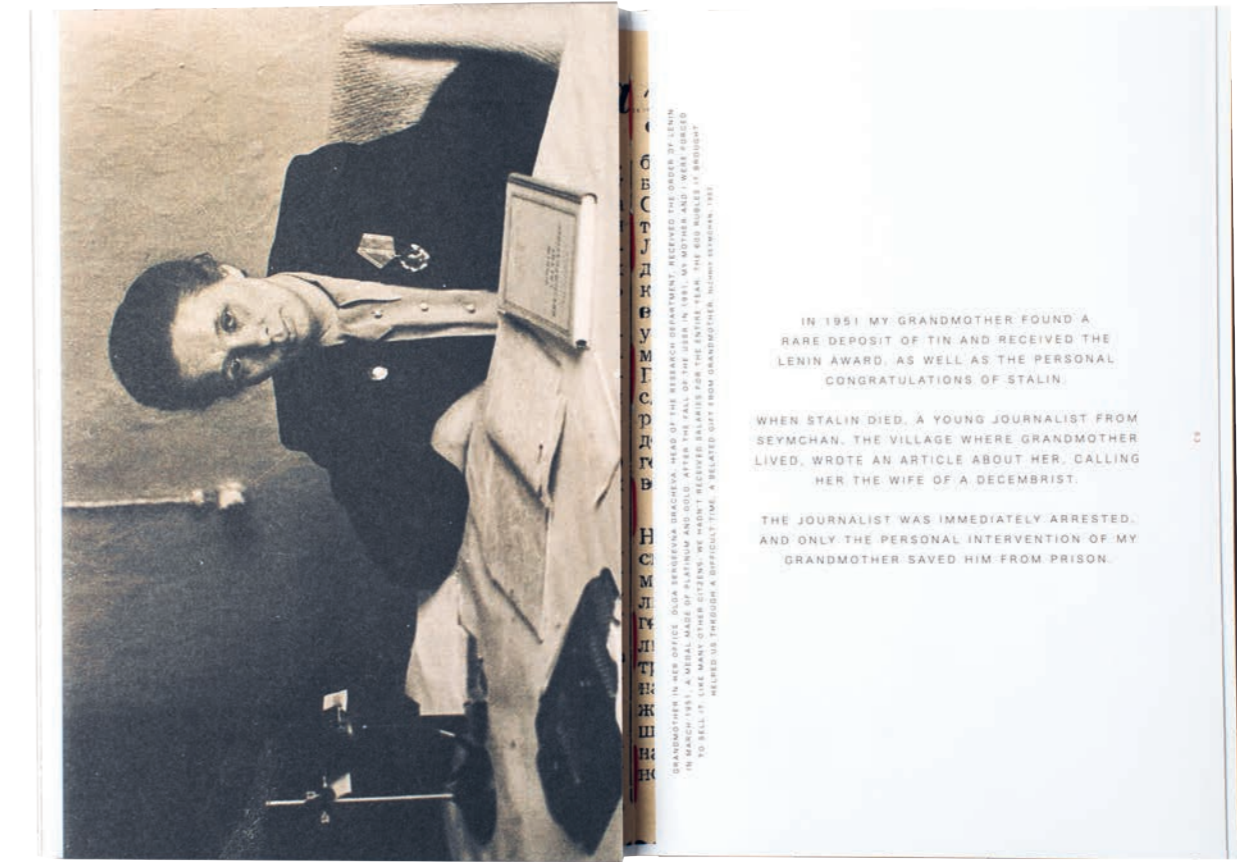 GRANDMOTHER IN HER OFFICE. OLGA SERGEEVNA HEAD OF THE RESEARCH DEPARTMENT, RECEIVED THE ORDER OF LENIN
IN MARCH 1951, A MEDAL MADE OF PLATINUM AND GOLD. AFTER THE FALL OF THE IN 1991, MY MOTHER AND I WERE FORCED
TO SELL IT; LIKE MANY OTHER CITIZENS, WE HADN'T RECEIVED SALARIES FOR THE ENTIRE YEAR. THE 600 RUBLES IT BROUGHT
HELPED US THROUGH A DIFFICULT TIME, A BELATED GIFT FROM GRANDMOTHER. SEYMCHAN,
IN 1951 MY GRANDMOTHER FOUND A
RARE DEPOSIT OF TIN AND RECEIVED THE
LENIN AWARD, AS WELL AS THE PERSONAL
CONGRATULATIONS OF STALIN.
WHEN STALIN DIED, A YOUNG JOURNALIST FROM
SEYMCHAN, THE VILLAGE WHERE GRANDMOTHER
LIVED, WROTE AN ARTICLE ABOUT HER, CALLING
HER THE WIFE OF A DECEMBRIST.
THE JOURNALIST WAS IMMEDIATELY ARRESTED,
AND ONLY THE PERSONAL INTERVENTION OF MY
GRANDMOTHER SAVED HIM FROM PRISON.